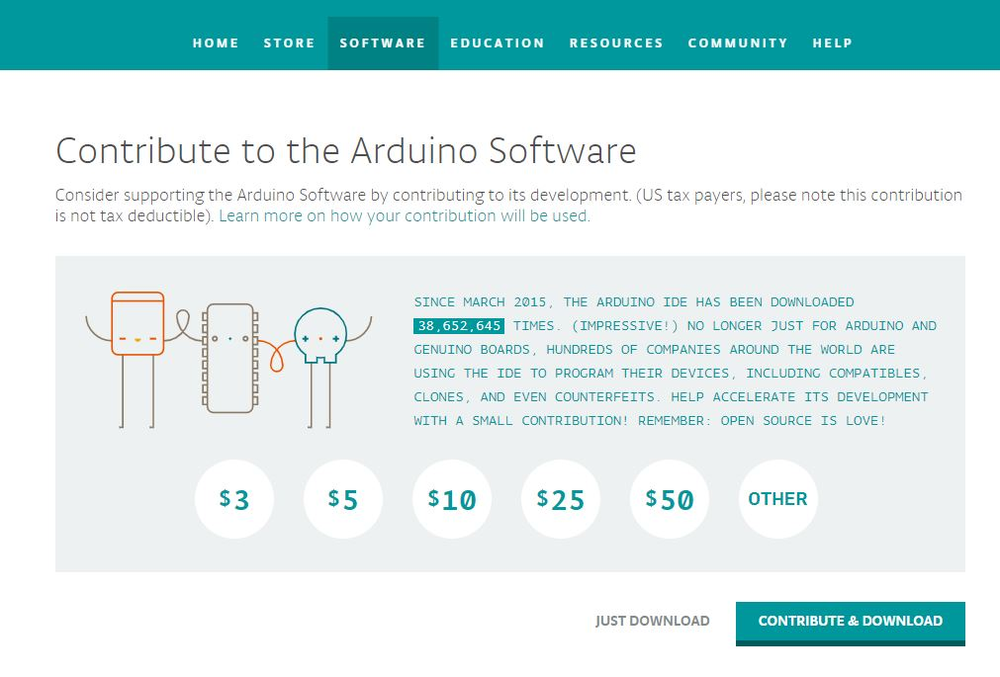 HOME STORE SOFTWARE EDUCATION RESOURCES COMMUNITY HELP
Contribute to the Arduino Software
Consider supporting the Arduino Software by contributing to its development. (US tax payers, please note this contribution
is not tax deductible). Learn more on how your contribution will be used.
SINCE MARCH 2015, THE ARDUINO IDE HAS BEEN DOWNLOADED
38,652,645 TIMES. (IMPRESSIVE!) NO LONGER JUST FOR ARDUINO AND
GENUINO BOARDS, HUNDREDS OF COMPANIES AROUND THE WORLD ARE
USING THE IDE TO PROGRAM THEIR DEVICES, INCLUDING COMPATIBLES,
CLONES, AND EVEN COUNTERFEITS. HELP ACCELERATE ITS DEVELOPMENT
WITH A SMALL CONTRIBUTION! REMEMBER: OPEN SOURCE IS LOVE!
$3 $5 $10 $25 $50 OTHER
JUST DOWNLOAD CONTRIBUTE & DOWNLOAD